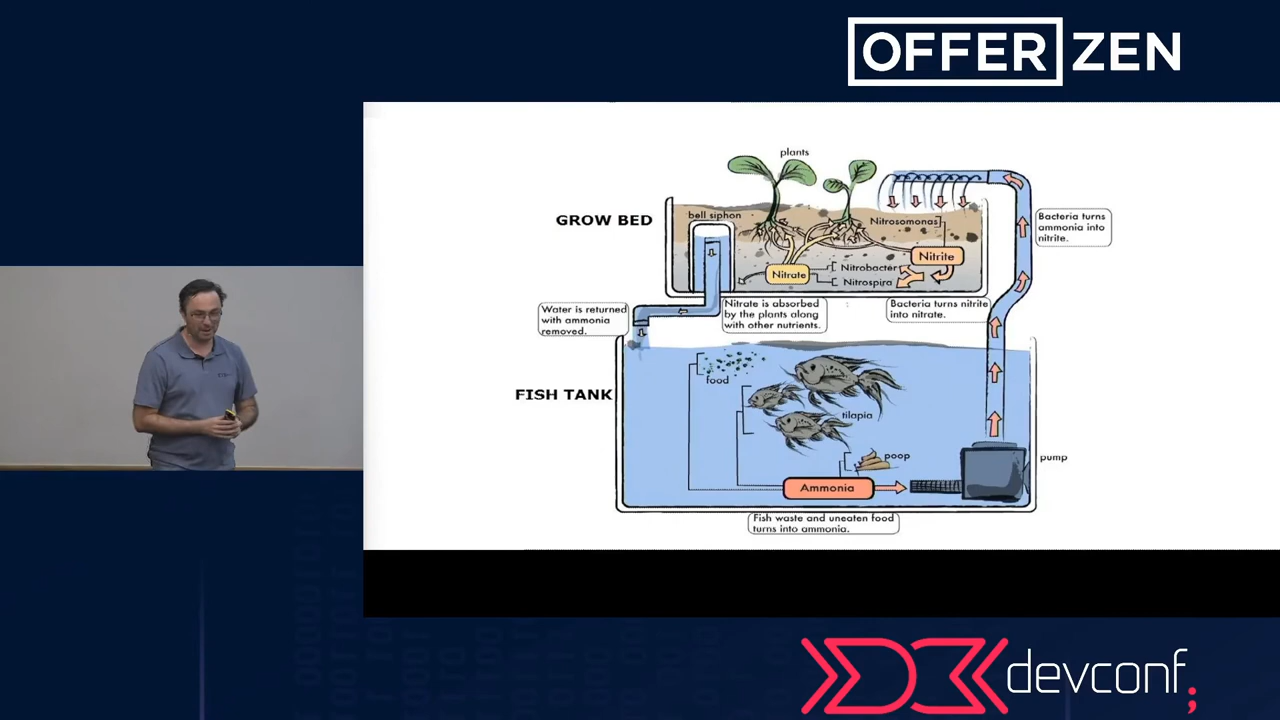 OFFERZEN
plants
GROW BED
bell siphon
Nitrosomonas
Bacteria turns
ammonia into
nitrite.
Nitrite
Nitrate
Nitrobacter
Nitrospira
Water is returned
with ammonia
removed.
Nitrate is absorbed
by the plants along
with other nutrients.
Bacteria turns nitrite
into nitrate.
FISH TANK
food
tilapia
poop
pump
Ammonia
Fish waste and uneaten food
turns into ammonia.
devconf;